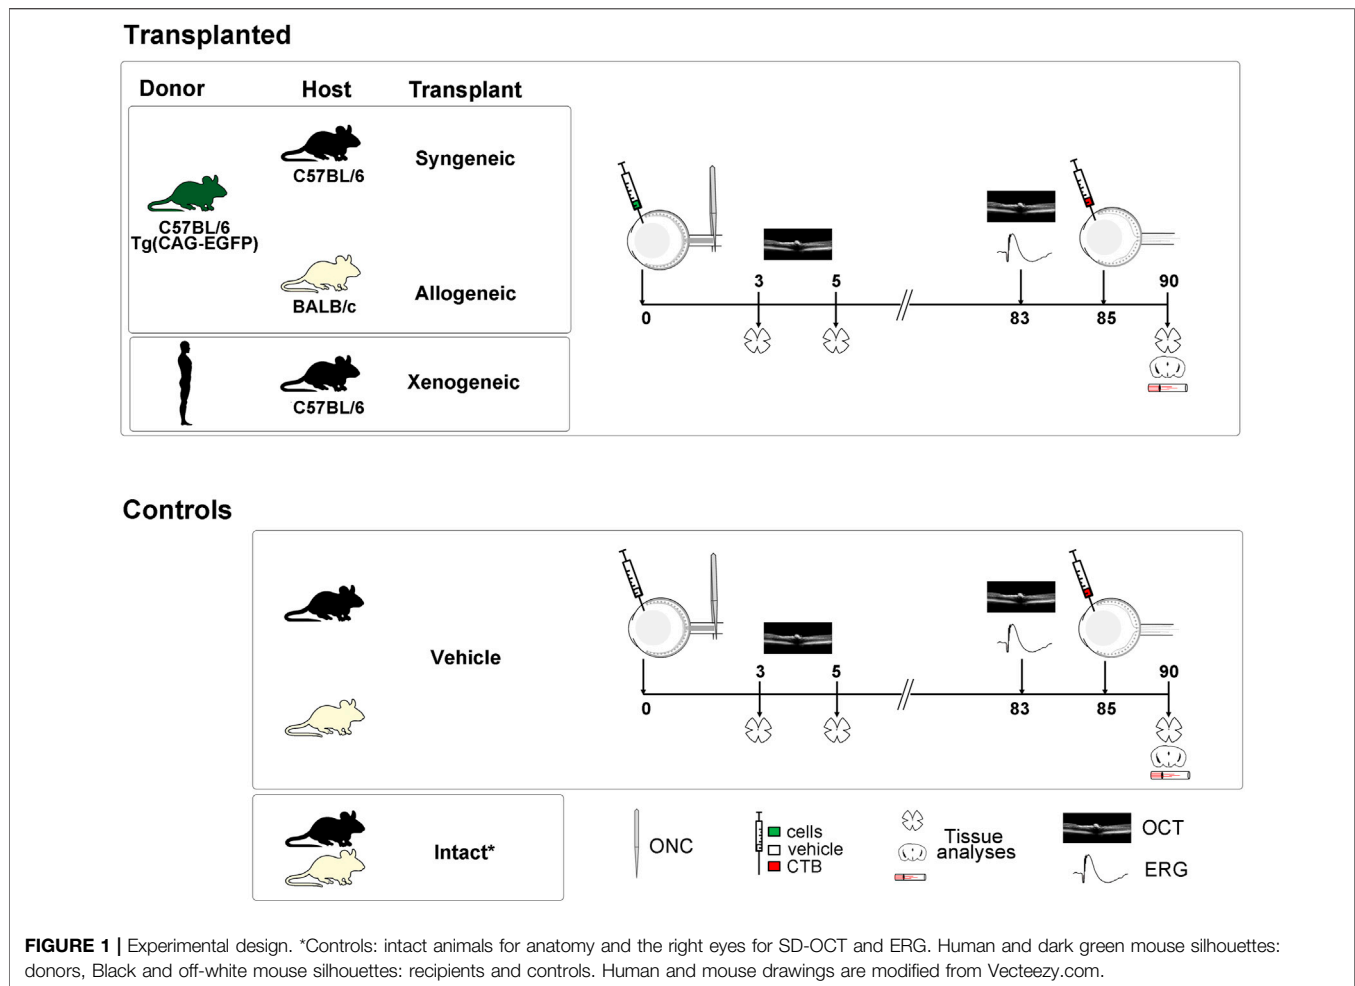 Transplanted
Donor Host Transplant
C57BL/6
Syngeneic
C57BL/6
Tg(CAG-EGFP)
BALB/c
Allogeneic
C57BL/6
Xenogeneic
3 5 90
0 83 85
Controls
Vehicle
3 5 90
0 83 85
Intact*
ONC
cells
vehicle
CTB
Tissue
analyses
OCT
ERG
FIGURE 1 | Experimental design. *Controls: intact animals for anatomy and the right eyes for SD-OCT and ERG. Human and dark green mouse silhouettes:
donors, Black and off-white mouse silhouettes: recipients and controls. Human and mouse drawings are modified from Vecteezy.com.